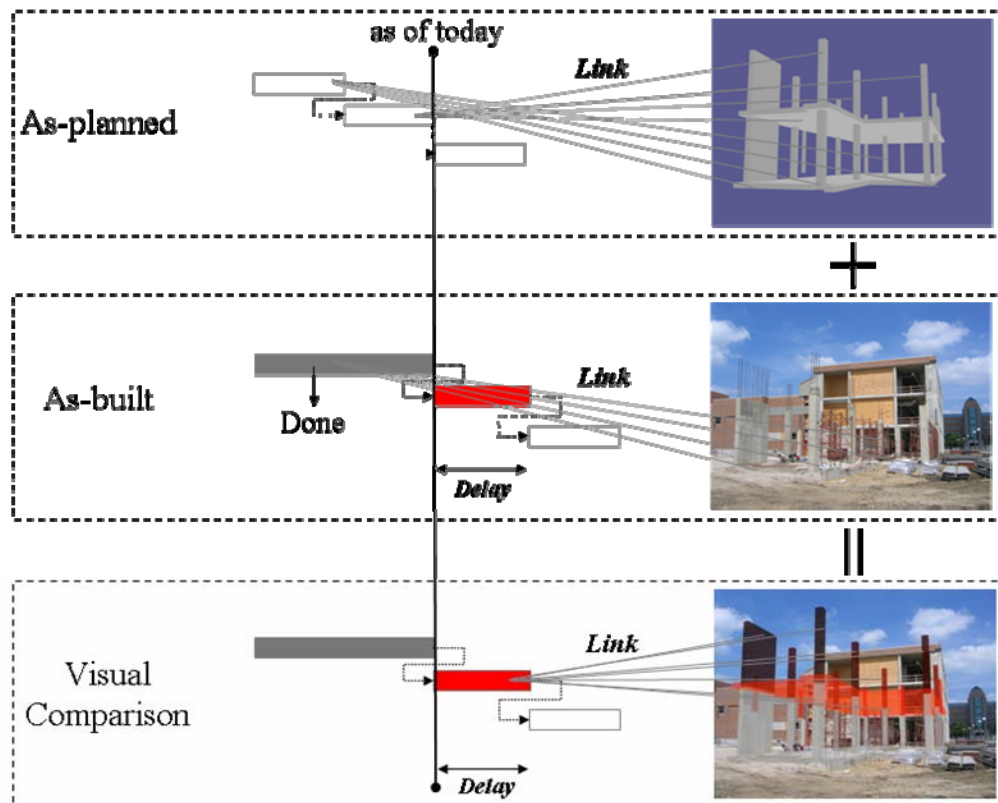 as of today
Link
As-planned
+
Link
As-built
Done
Delay
=
Link
Visual
Comparison
Delay